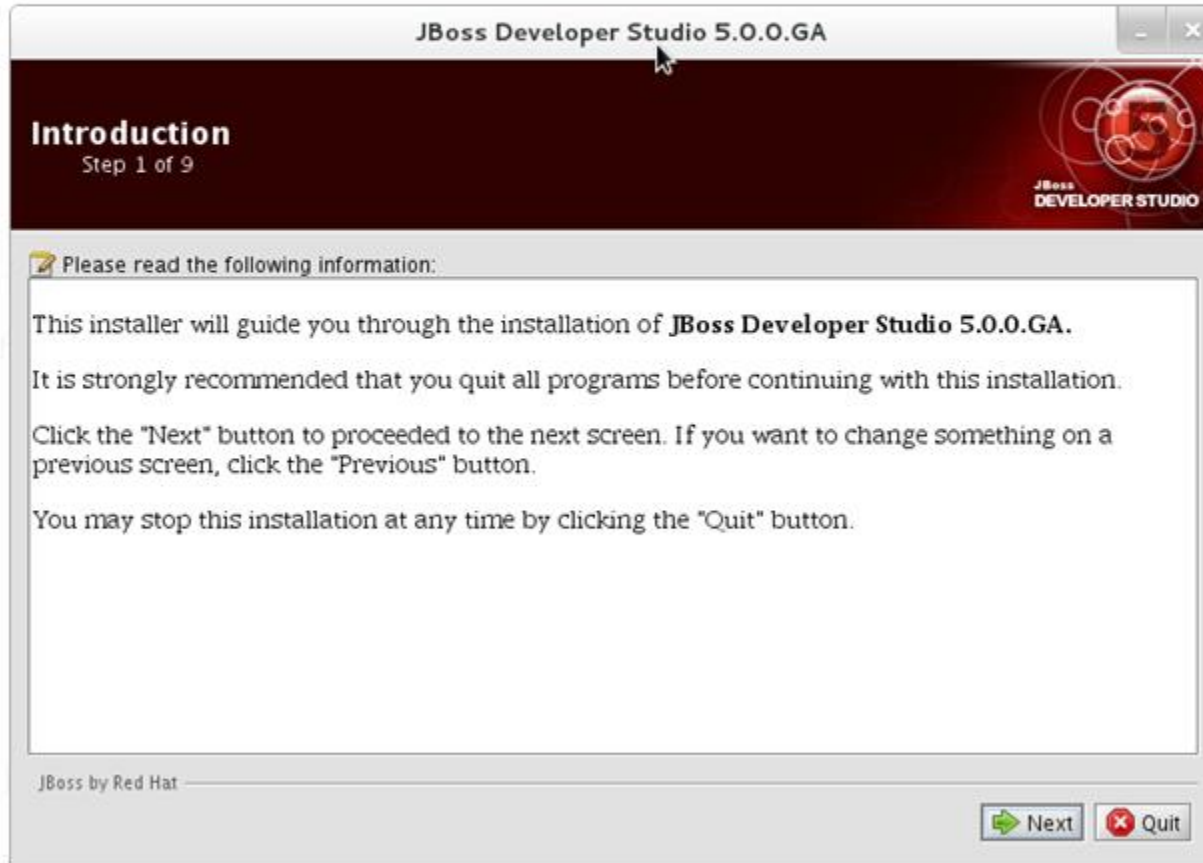 JBoss Developer Studio 5.0.0.GA
Introduction
Step 1 of 9
5
JBoss
DEVELOPER STUDIO
Please read the following information:
This installer will guide you through the installation of JBoss Developer Studio 5.0.0.GA.
It is strongly recommended that you quit all programs before continuing with this installation.
Click the "Next" button to proceeded to the next screen. If you want to change something on a
previous screen, click the "Previous" button.
You may stop this installation at any time by clicking the "Quit" button.
JBoss by Red Hat
Next
Quit